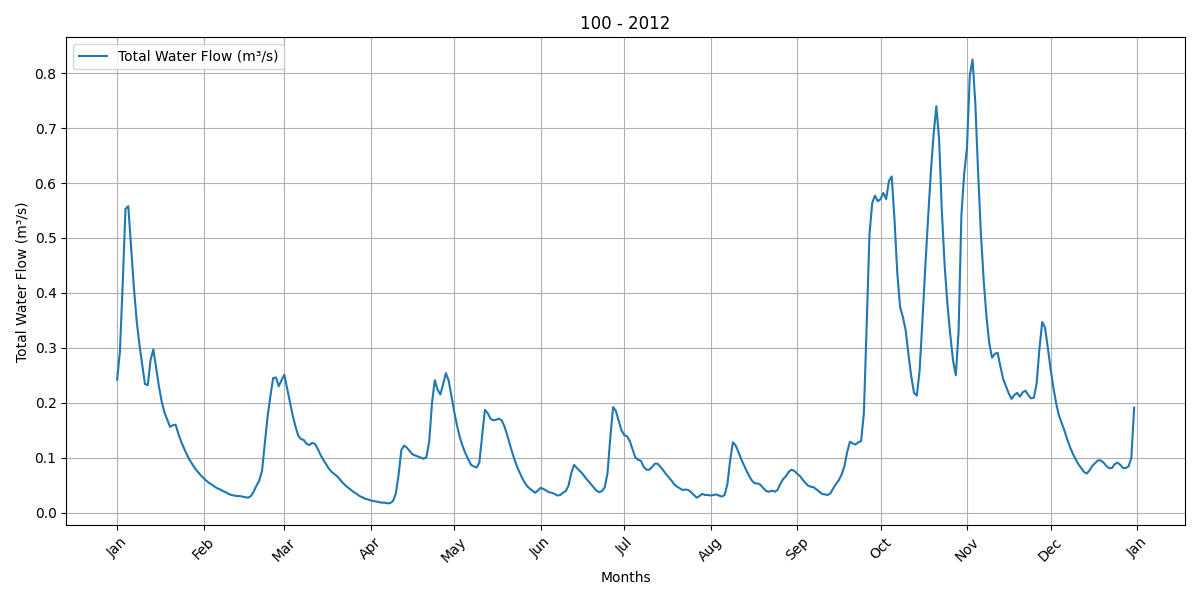 100 - 2012
Total Water Flow (m³/s)
Total Water Flow (m³/s)
0.8
0.7
0.6
0.5
0.4
0.3
0.2
0.1
0.0
Jan Feb Mar Apr May Jun Jul Aug Sep Oct Nov Dec Jan
Months